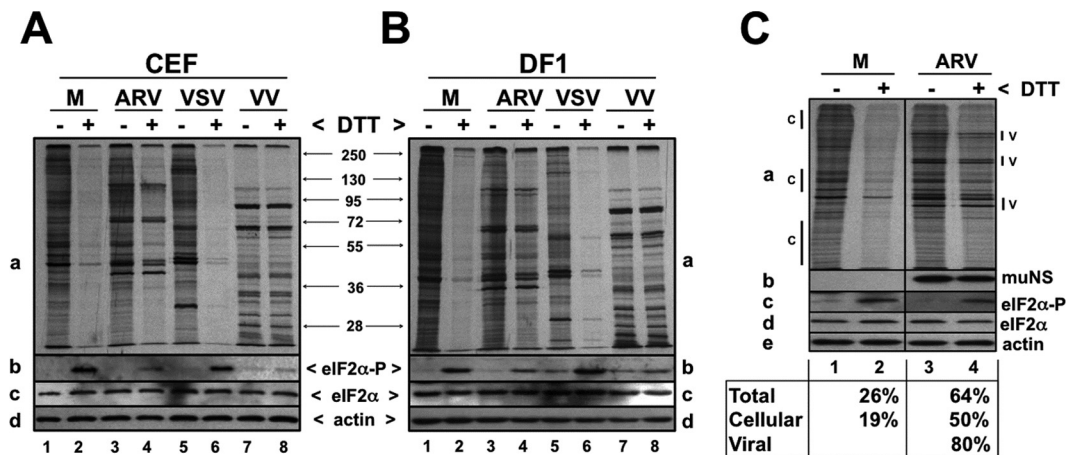 A
CEF
M ARV VSV VV
- + - + - + - +
a
b
c
d
1 2 3 4 5 6 7 8
< DTT >
250
130
95
72
55
36
28
< eIF2α-P >
< eIF2α >
< actin >
B
DF1
M ARV VSV VV
- + - + - + - +
a
b
c
d
1 2 3 4 5 6 7 8
C
M ARV
- + - + < DTT
C
C
C
I V
I V
I V
a
b muNS
c eIF2α-P
d eIF2α
e actin
1 2 3 4
Total 26% 64%
Cellular 19% 50%
Viral 80%